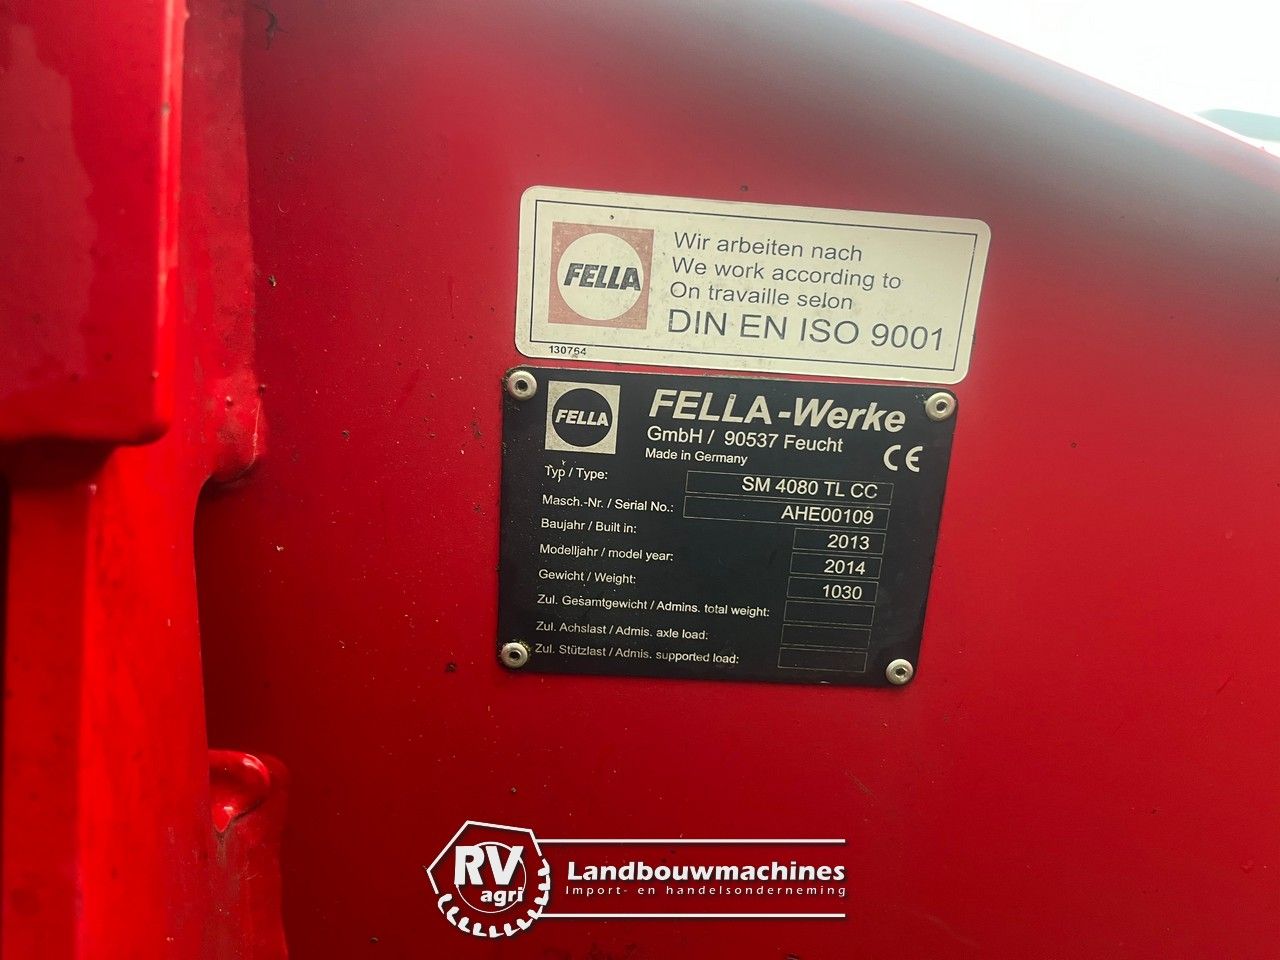 FELLA
Wir arbeiten nach
We work according to
On travaille selon
DIN EN ISO 9001
130764
FELLA
FELLA-Werke
GmbH / 90537 Feucht
Made in Germany
CE
Typ / Type: SM 4080 TL CC
Masch.-Nr. / Serial No.: AHE00109
Baujahr / Built in: 2013
Modelljahr / model year: 2014
Gewicht / Weight: 1030
Zul. Gesamtgewicht / Admins. total weight:
Zul. Achslast / Admis. axle load:
Zul. Stützlast / Admis. supported load:
RV
agri
Landbouwmachines
Import- en handelsonderneming